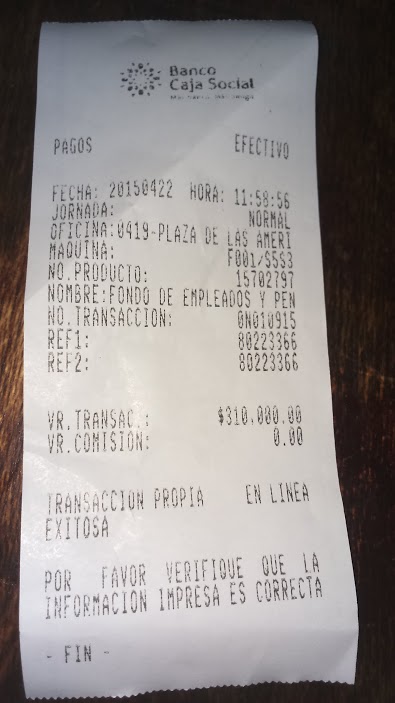 Banco
Caja Social
PAGOS EFECTIVO
FECHA: 20150422 HORA: 11:58:56
JORNADA: NORMAL
OFICINA:0419-PLAZA DE LAS AMERI
MAQUINA: F001/S5S3
NO.PRODUCTO: 15702797
NOMBRE:FONDO DE EMPLEADOS Y PEN
NO.TRANSACCION: 0N010915
REF1: 80223366
REF2: 80223366
VR.TRANSAC.: $310.000.00
VR.COMISION: 0.00
TRANSACCION PROPIA EN LINEA
EXITOSA
POR FAVOR VERIFIQUE QUE LA
INFORMACION IMPRESA ES CORRECTA
- FIN -